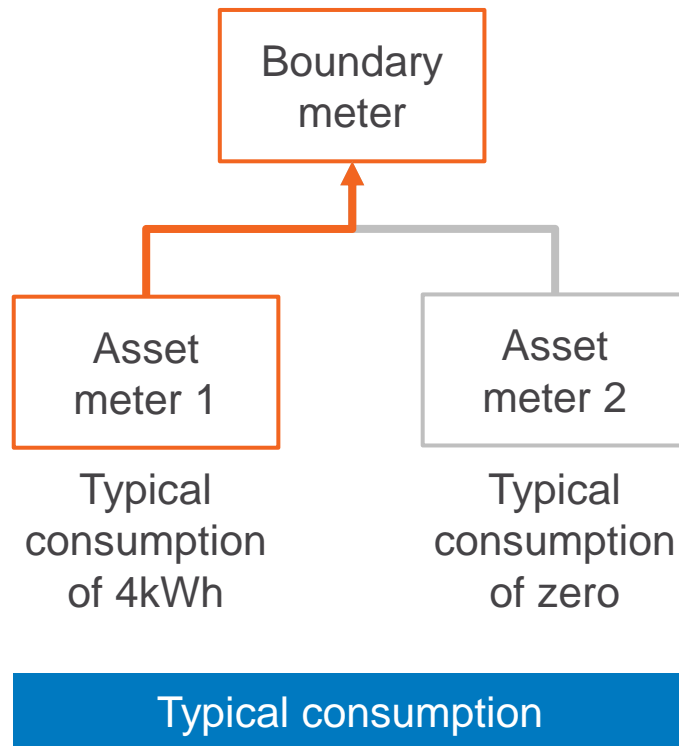 Boundary
meter
Asset
meter 1
Asset
meter 2
Typical
consumption
of 4kWh
Typical
consumption
of zero
Typical consumption